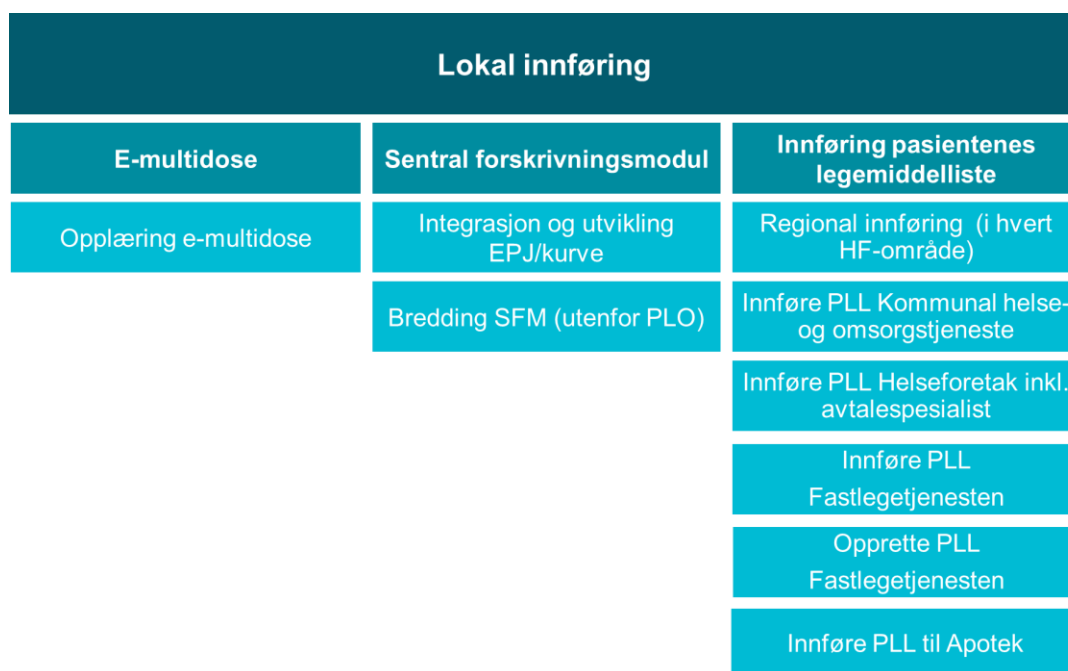 Lokal innføring
E-multidose
Opplæring e-multidose
Sentral forskrivningsmodul
Integrasjon og utvikling
EPJ/kurve
Bredding SFM (utenfor PLO)
Innføring pasientenes
legemiddelliste
Regional innføring (i hvert
HF-område)
Innføre PLL Kommunal helse-
og omsorgstjeneste
Innføre PLL Helseforetak inkl.
avtalespesialist
Innføre PLL
Fastlegetjenesten
Opprette PLL
Fastlegetjenesten
Innføre PLL til Apotek